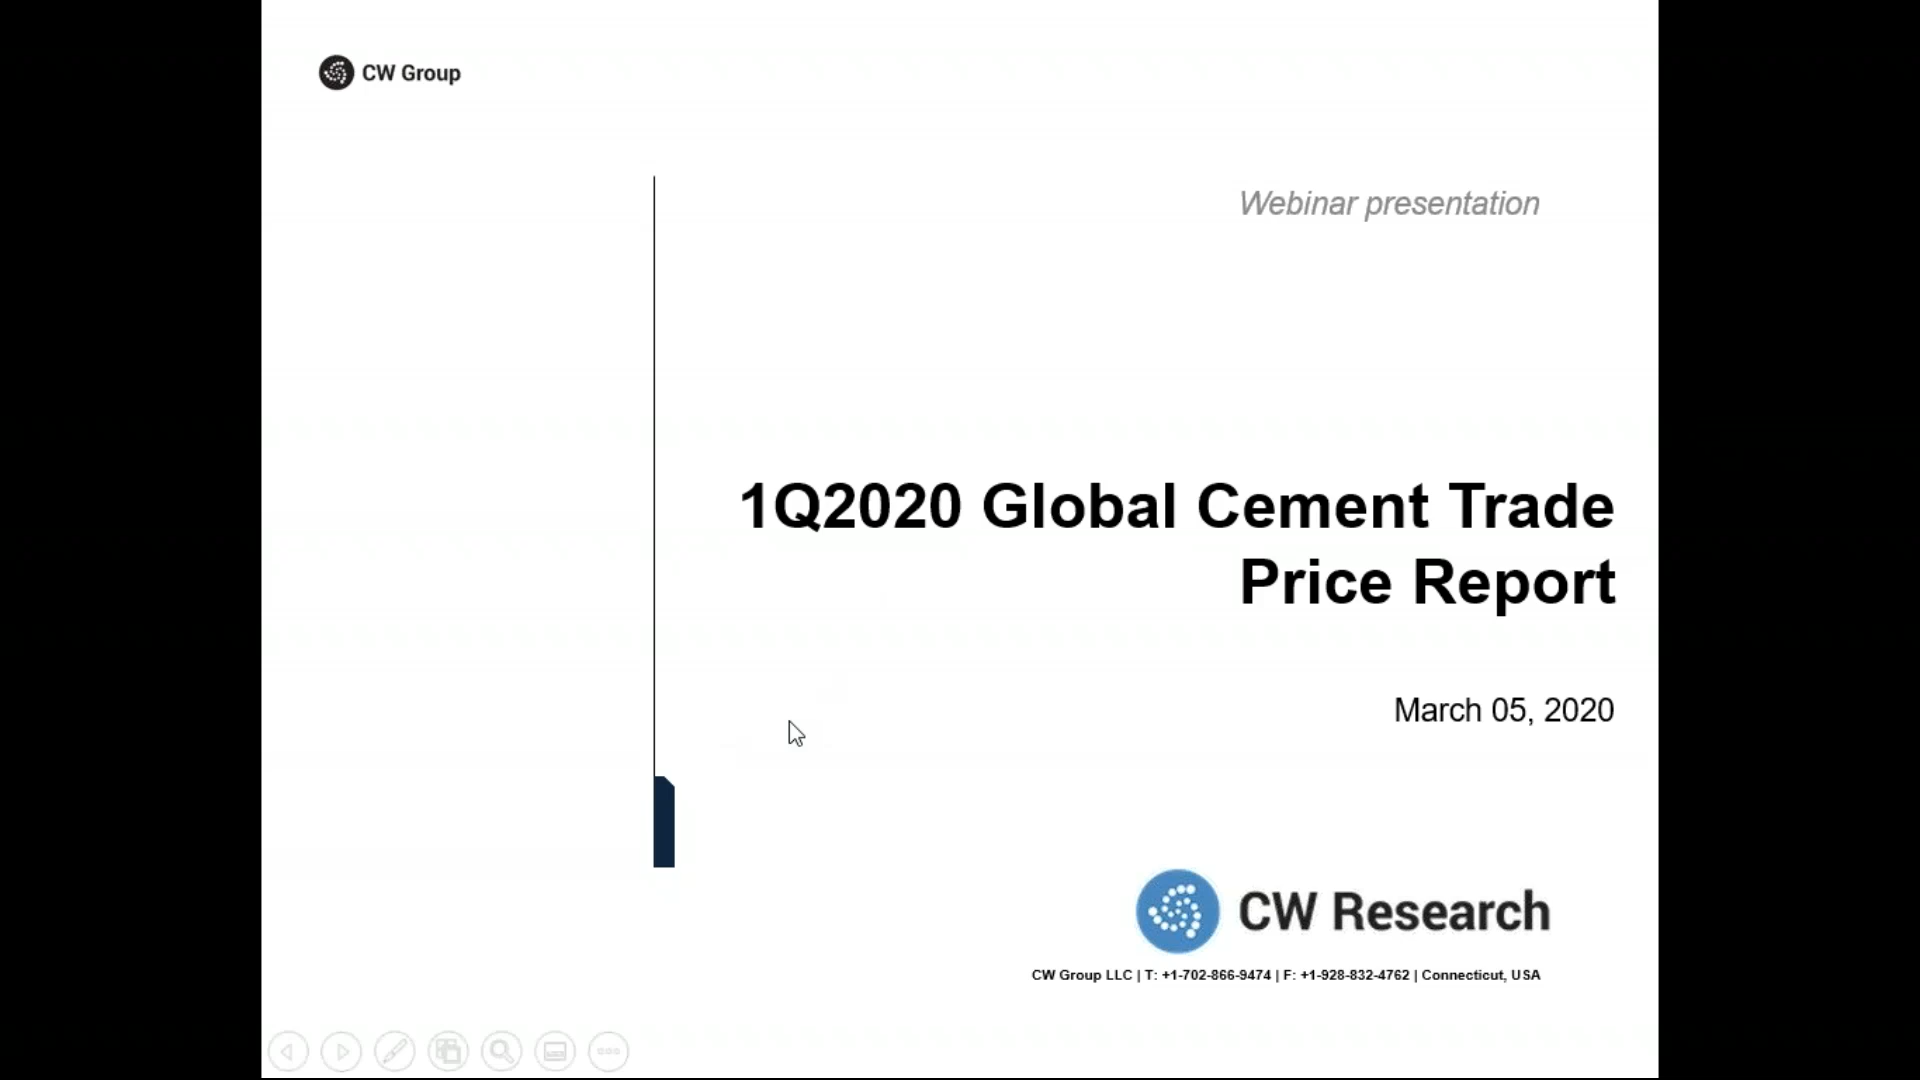 CW Group
Webinar presentation
1Q2020 Global Cement Trade
Price Report
March 05, 2020
CW Research
CW Group LLC | T: +1-702-866-9474 | F: +1-928-832-4762 | Connecticut, USA